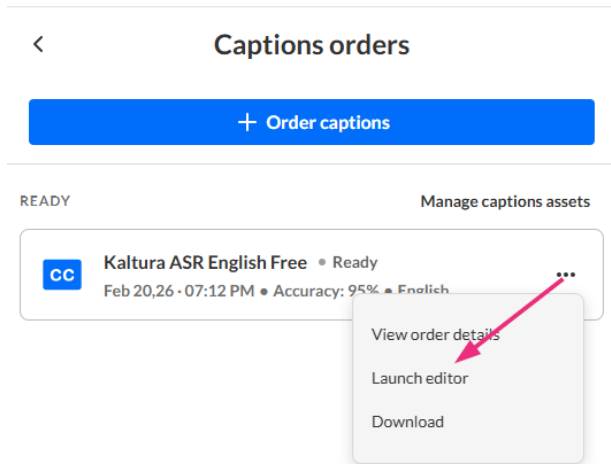 Captions orders
+ Order captions
READY
Manage captions assets
CC
Kaltura ASR English Free • Ready
Feb 20,26 · 07:12 PM • Accuracy: 95% • English
View order details
Launch editor
Download